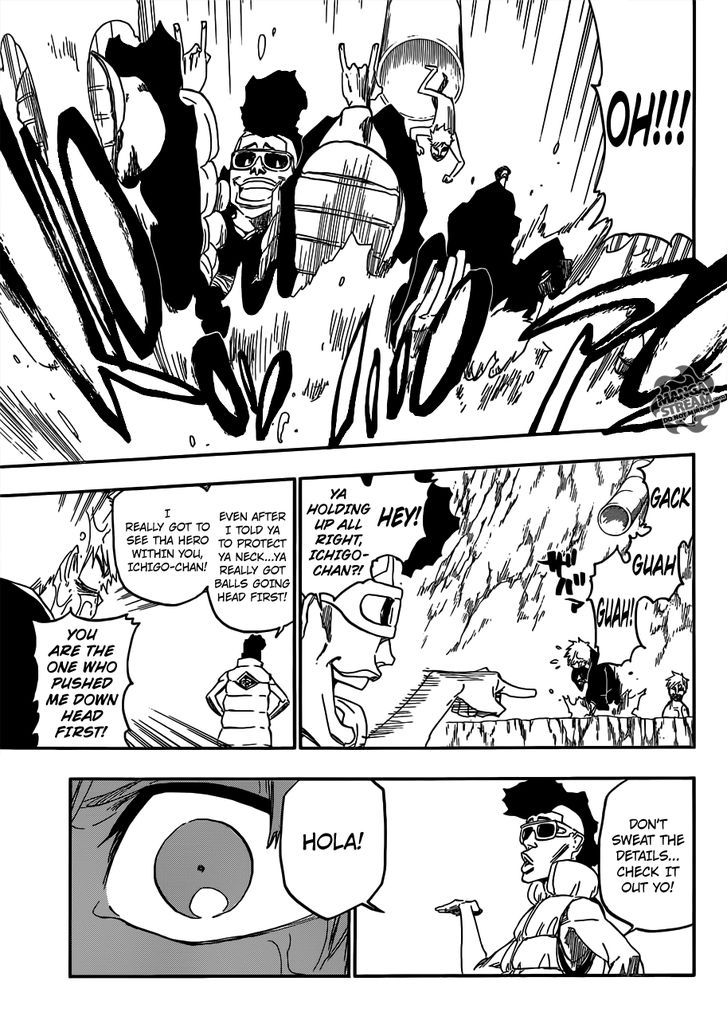 OH!!!
MANGA
STREAM
GACK
GUAH
GUAH!
HEY!
YA
HOLDING
UP ALL
RIGHT,
ICHIGO-
CHAN?!
EVEN AFTER
I TOLD YA
TO PROTECT
YA NECK...YA
REALLY GOT
BALLS GOING
HEAD FIRST!
I
REALLY GOT TO
SEE THA HERO
WITHIN YOU,
ICHIGO-CHAN!
YOU
ARE THE
ONE WHO
PUSHED
ME DOWN
HEAD
FIRST!
DON'T
SWEAT THE
DETAILS...
CHECK IT
OUT YO!
HOLA!